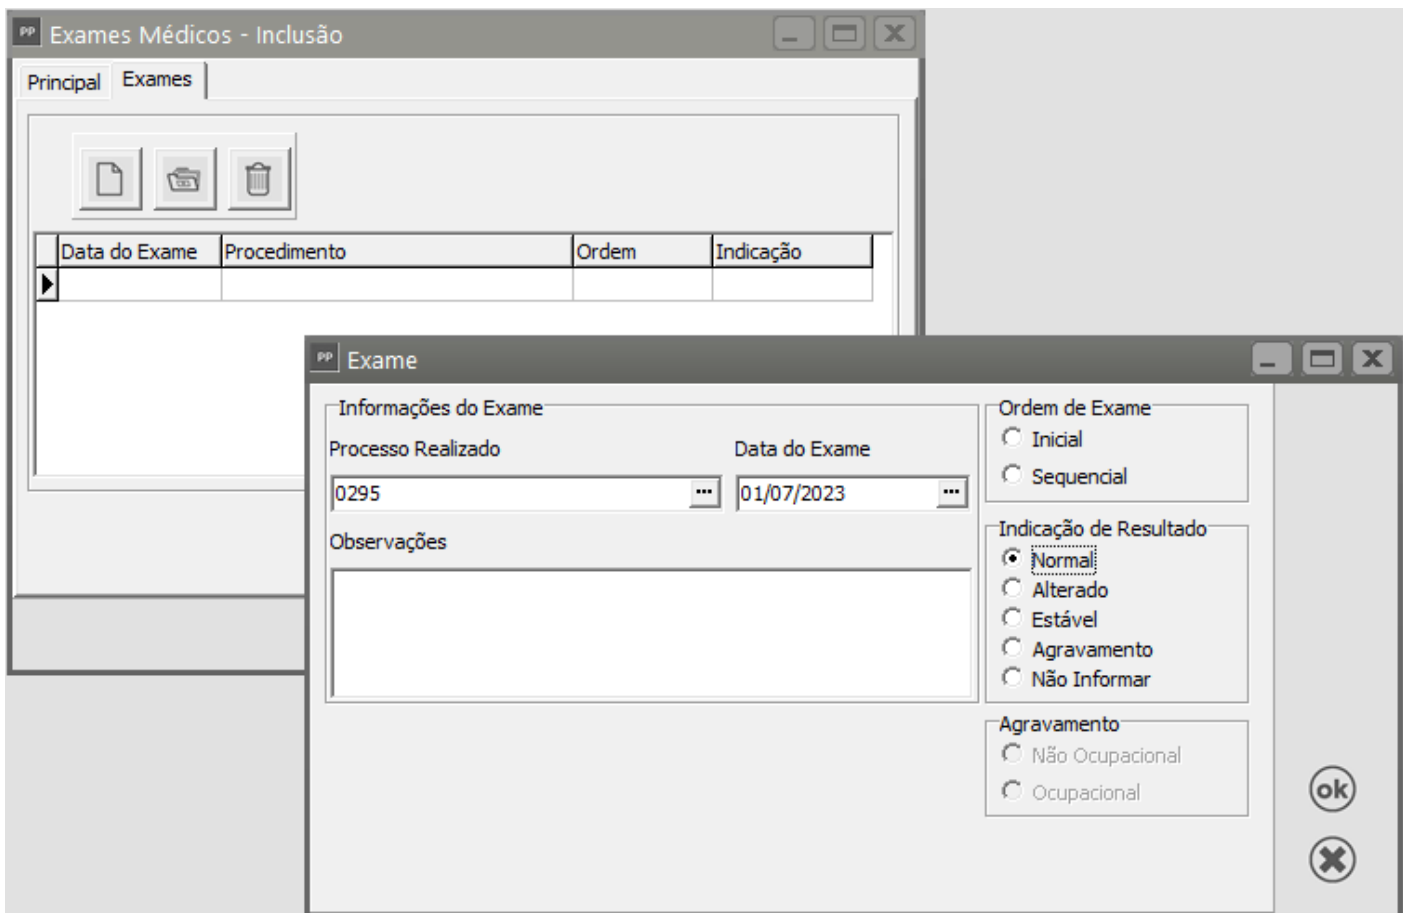 PP Exames Médicos - Inclusão
Principal Exames
Data do Exame Procedimento Ordem Indicação
PP Exame
Informações do Exame
Processo Realizado Data do Exame
0295 ... 01/07/2023 ...
Observações
Ordem de Exame
Inicial
Sequencial
Indicação de Resultado
Normal
Alterado
Estável
Agravamento
Não Informar
Agravamento
Não Ocupacional
Ocupacional
ok